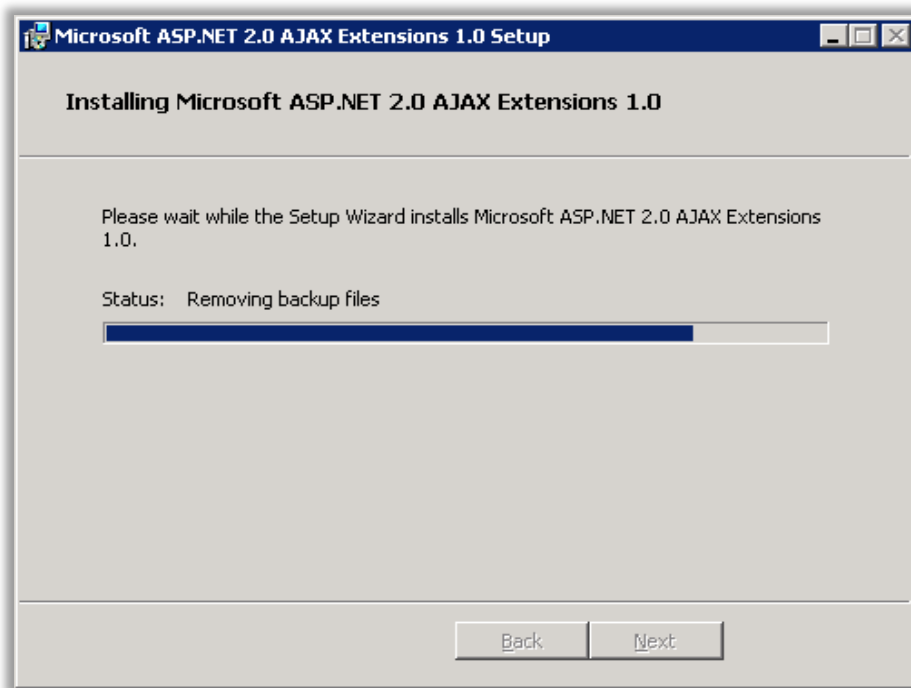 Microsoft ASP.NET 2.0 AJAX Extensions 1.0 Setup
Installing Microsoft ASP.NET 2.0 AJAX Extensions 1.0
Please wait while the Setup Wizard installs Microsoft ASP.NET 2.0 AJAX Extensions
1.0.
Status: Removing backup files
Back Next